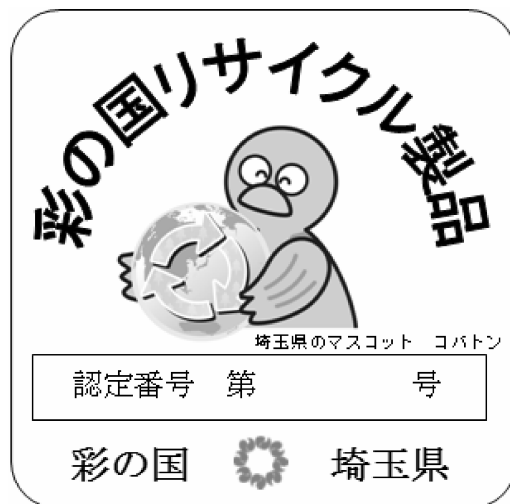 彩の国リサイクル製品
埼玉県のマスコット　コバトン
認定番号　第　　　　　号
彩の国　埼玉県